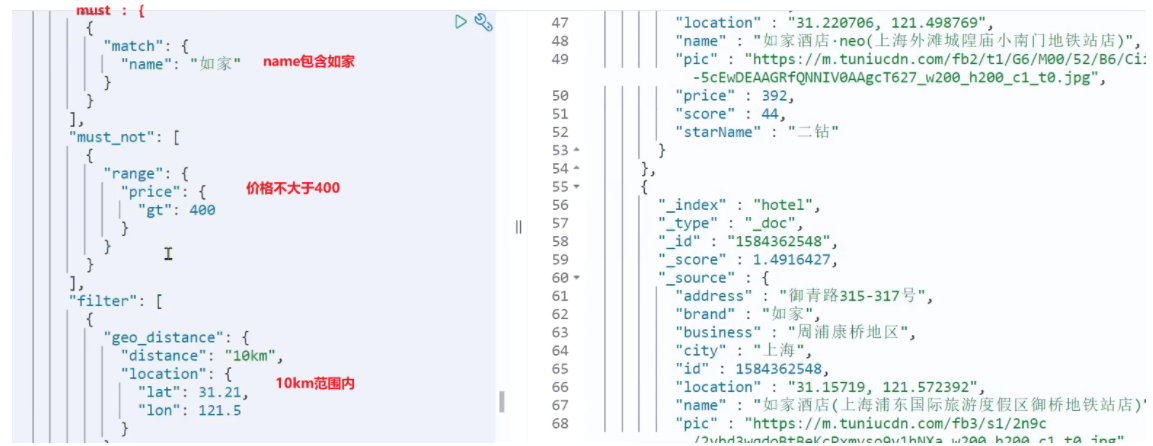 must : {
{
"match": {
"name": "如家" name包含如家
}
}
],
"must_not": [
{
"range": {
"price": { 价格不大于400
"gt": 400
}
}
}
],
"filter": [
{
"geo_distance": {
"distance": "10km",
"location": { 10km范围内
"lat": 31.21,
"lon": 121.5
}
47 "location" : "31.220706, 121.498769",
48 "name" : "如家酒店·neo(上海外滩城隍庙小南门地铁站店)",
49 "pic" : "https://m.tuniucdn.com/fb2/t1/G6/M00/52/B6/Cii
-5cEwDEAAGRfQNNIV0AAgcT627_w200_h200_c1_t0.jpg",
50 "price" : 392,
51 "score" : 44,
52 "starName" : "二钻"
53 }
54 },
55 {
56 "_index" : "hotel",
57 "_type" : "_doc",
58 "_id" : "1584362548",
59 "_score" : 1.4916427,
60 "_source" : {
61 "address" : "御青路315-317号",
62 "brand" : "如家",
63 "business" : "周浦康桥地区",
64 "city" : "上海",
65 "id" : 1584362548,
66 "location" : "31.15719, 121.572392",
67 "name" : "如家酒店(上海浦东国际旅游度假区御桥地铁站店)"
68 "pic" : "https://m.tuniucdn.com/fb3/s1/2n9c